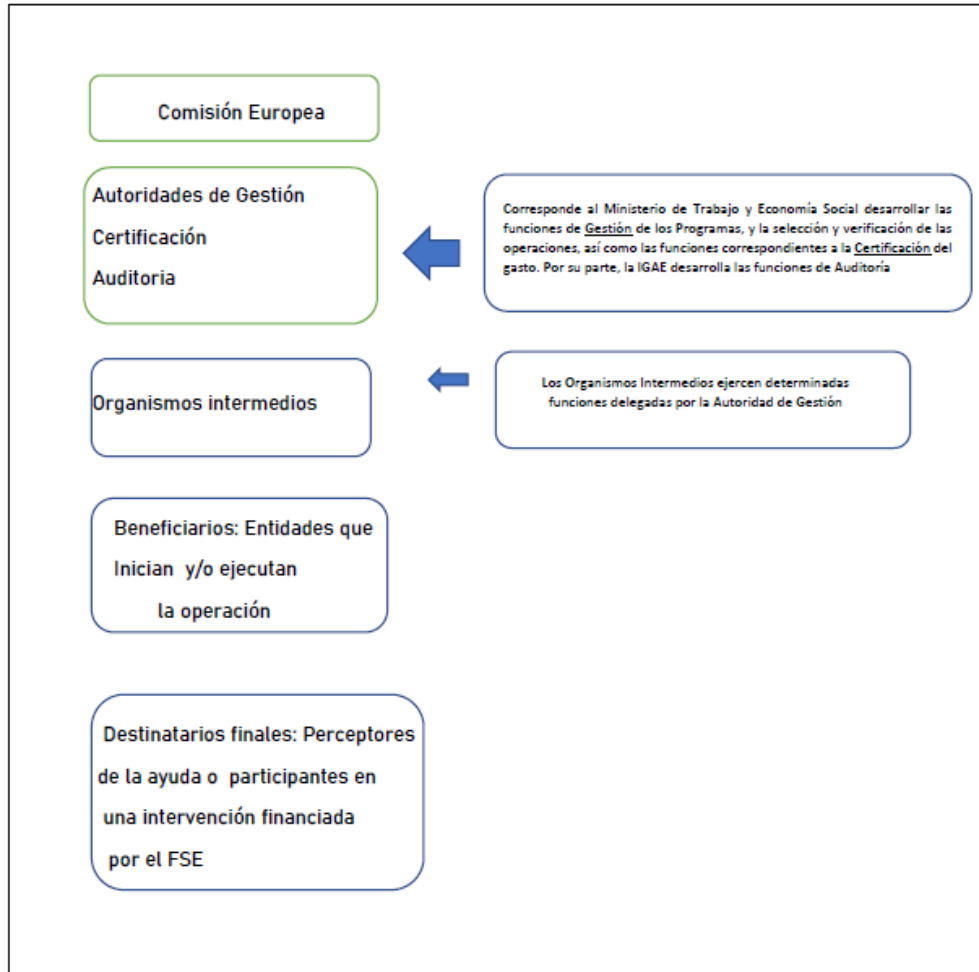 Comisión Europea
Autoridades de Gestión
Certificación
Auditoria
Corresponde al Ministerio de Trabajo y Economía Social desarrollar las
funciones de Gestión de los Programas, y la selección y verificación de las
operaciones, así como las funciones correspondientes a la Certificación del
gasto. Por su parte, la IGAE desarrolla las funciones de Auditoría
Organismos intermedios
Los Organismos Intermedios ejercen determinadas
funciones delegadas por la Autoridad de Gestión
Beneficiarios: Entidades que
Inician y/o ejecutan
la operación
Destinatarios finales: Perceptores
de la ayuda o participantes en
una intervención financiada
por el FSE